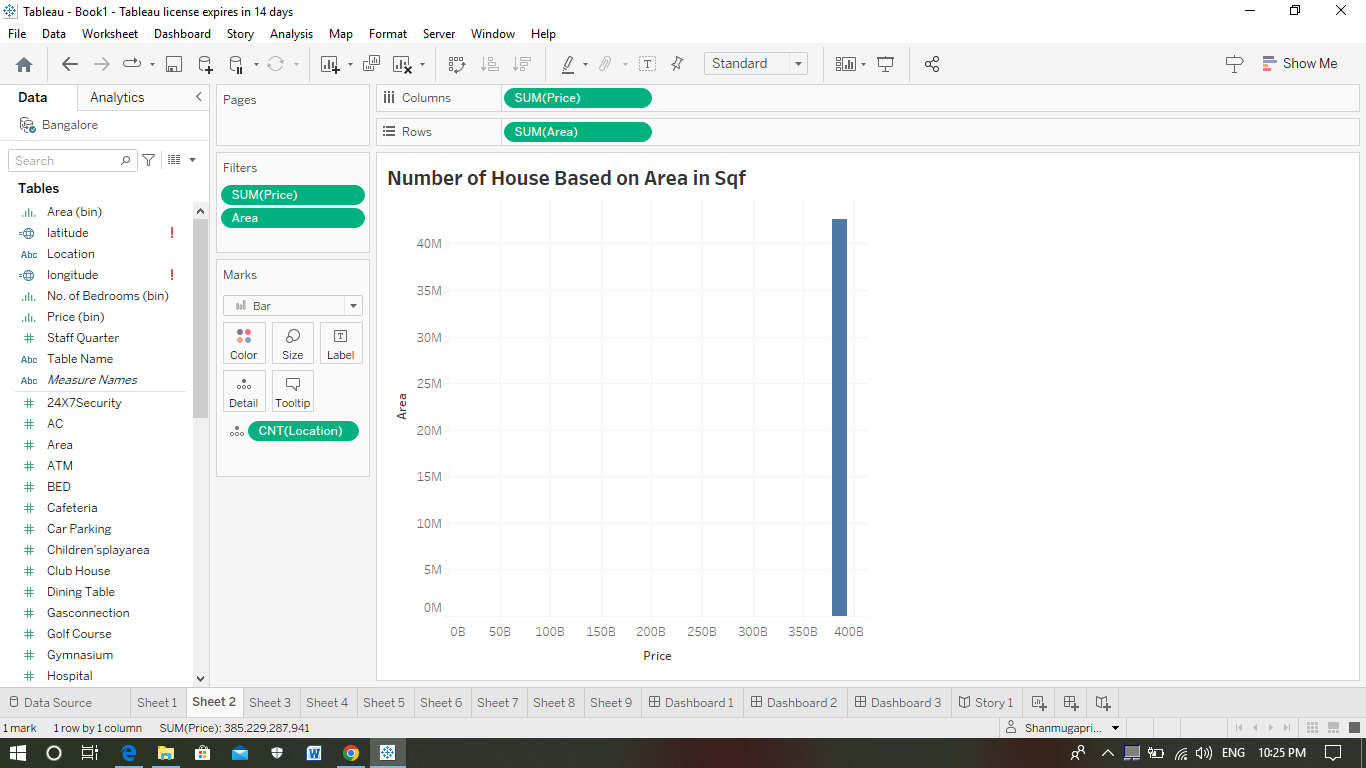 Tableau - Book1 - Tableau license expires in 14 days
File Data Worksheet Dashboard Story Analysis Map Format Server Window Help
Standard
Show Me
Data Analytics
Bangalore
Search
Tables
Area (bin)
latitude !
Location
longitude !
No. of Bedrooms (bin)
Price (bin)
Staff Quarter
Abc Table Name
Abc Measure Names
24X7Security
AC
Area
ATM
BED
Cafeteria
Car Parking
Children'splayarea
Club House
Dining Table
Gasconnection
Golf Course
Gymnasium
Hospital
Pages
Filters
SUM(Price)
Area
Marks
Bar
Color Size Label
Detail Tooltip
CNT(Location)
Columns SUM(Price)
Rows SUM(Area)
Number of House Based on Area in Sqf
40M
35M
30M
25M
20M
15M
10M
5M
0M
Area
0B 50B 100B 150B 200B 250B 300B 350B 400B
Price
Data Source Sheet 1 Sheet 2 Sheet 3 Sheet 4 Sheet 5 Sheet 6 Sheet 7 Sheet 8 Sheet 9 Dashboard 1 Dashboard 2 Dashboard 3 Story 1
1 mark 1 row by 1 column SUM(Price): 385,229,287,941 Shanmugapri...
ENG 10:25 PM